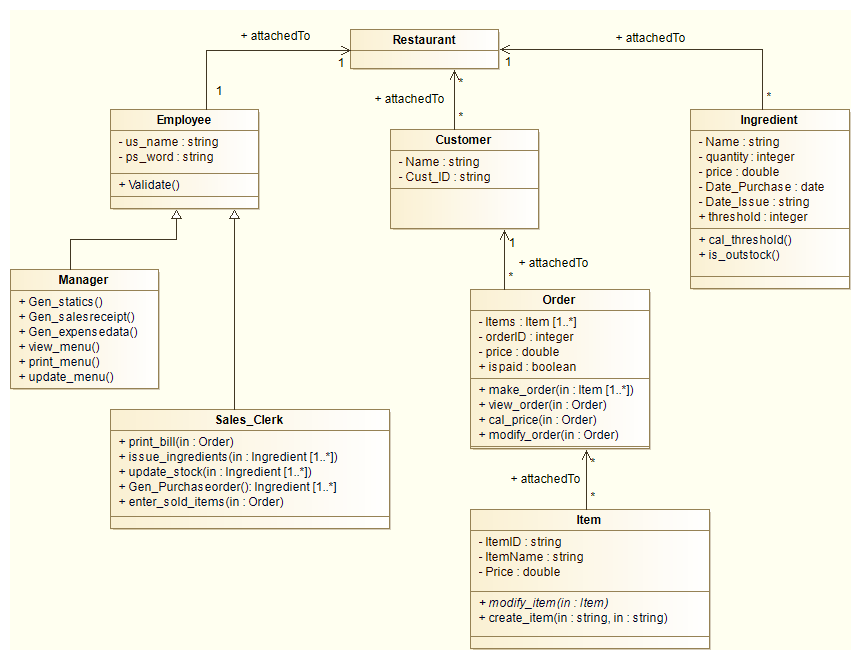 + attachedTo
Restaurant
+ attachedTo
1
1
1
*
+ attachedTo
*
*
Employee
- us_name : string
- ps_word : string
+ Validate()
Customer
- Name : string
- Cust_ID : string
Ingredient
- Name : string
- quantity : integer
- price : double
- Date_Purchase : date
- Date_Issue : string
+ threshold : integer
+ cal_threshold()
+ is_outstock()
1
+ attachedTo
*
Manager
+ Gen_statics()
+ Gen_salesreceipt()
+ Gen_expensedata()
+ view_menu()
+ print_menu()
+ update_menu()
Order
- Items : Item [1..*]
- orderID : integer
- price : double
+ ispaid : boolean
+ make_order(in : Item [1..*])
+ view_order(in : Order)
+ cal_price(in : Order)
+ modify_order(in : Order)
Sales_Clerk
+ print_bill(in : Order)
+ issue_ingredients(in : Ingredient [1..*])
+ update_stock(in : Ingredient [1..*])
+ Gen_Purchaseorder(): Ingredient [1..*]
+ enter_sold_items(in : Order)
*
+ attachedTo
*
Item
- ItemID : string
- ItemName : string
- Price : double
+ modify_item(in : Item)
+ create_item(in : string, in : string)